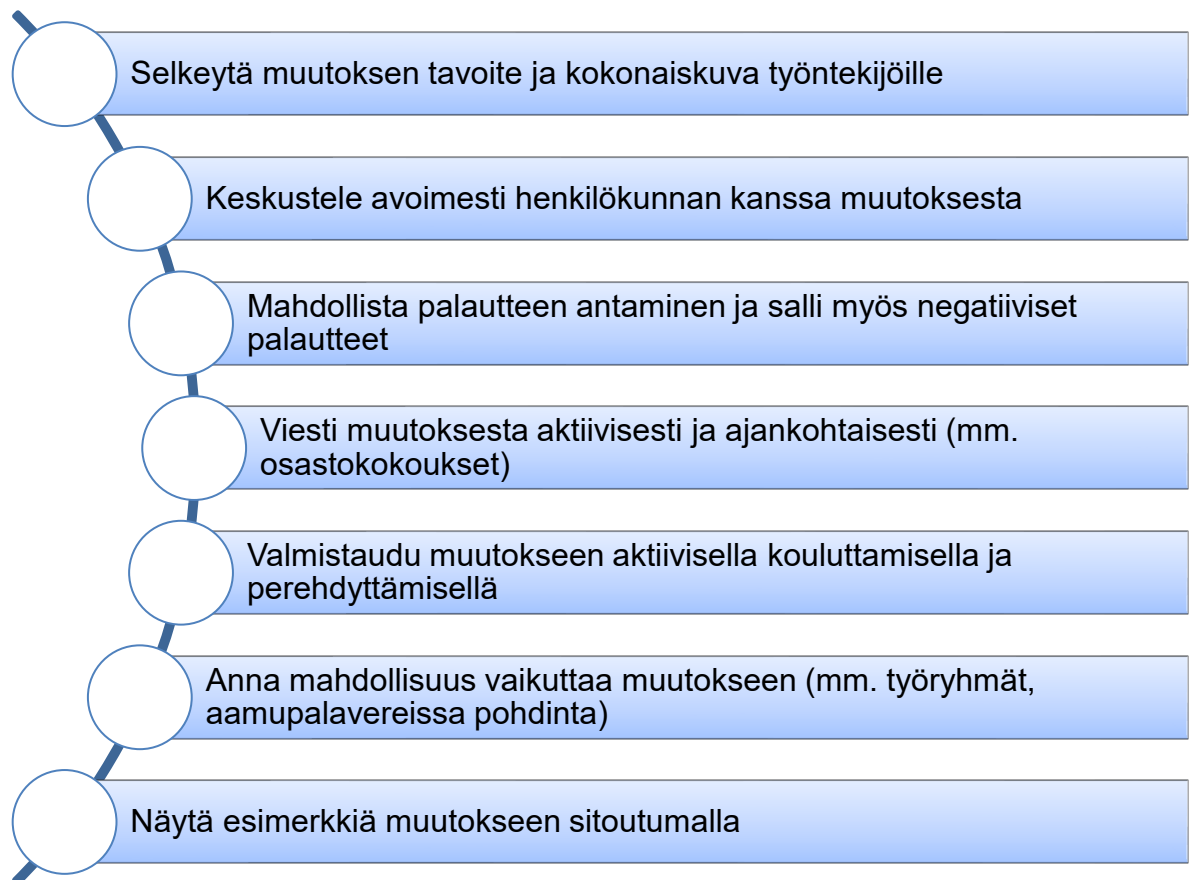 Selkeytä muutoksen tavoite ja kokonaiskuva työntekijöille
Keskustele avoimesti henkilökunnan kanssa muutoksesta
Mahdollista palautteen antaminen ja salli myös negatiiviset
palautteet
Viesti muutoksesta aktiivisesti ja ajankohtaisesti (mm.
osastokokoukset)
Valmistaudu muutokseen aktiivisella kouluttamisella ja
perehdyttämisellä
Anna mahdollisuus vaikuttaa muutokseen (mm. työryhmät,
aamupalavereissa pohdinta)
Näytä esimerkkiä muutokseen sitoutumalla